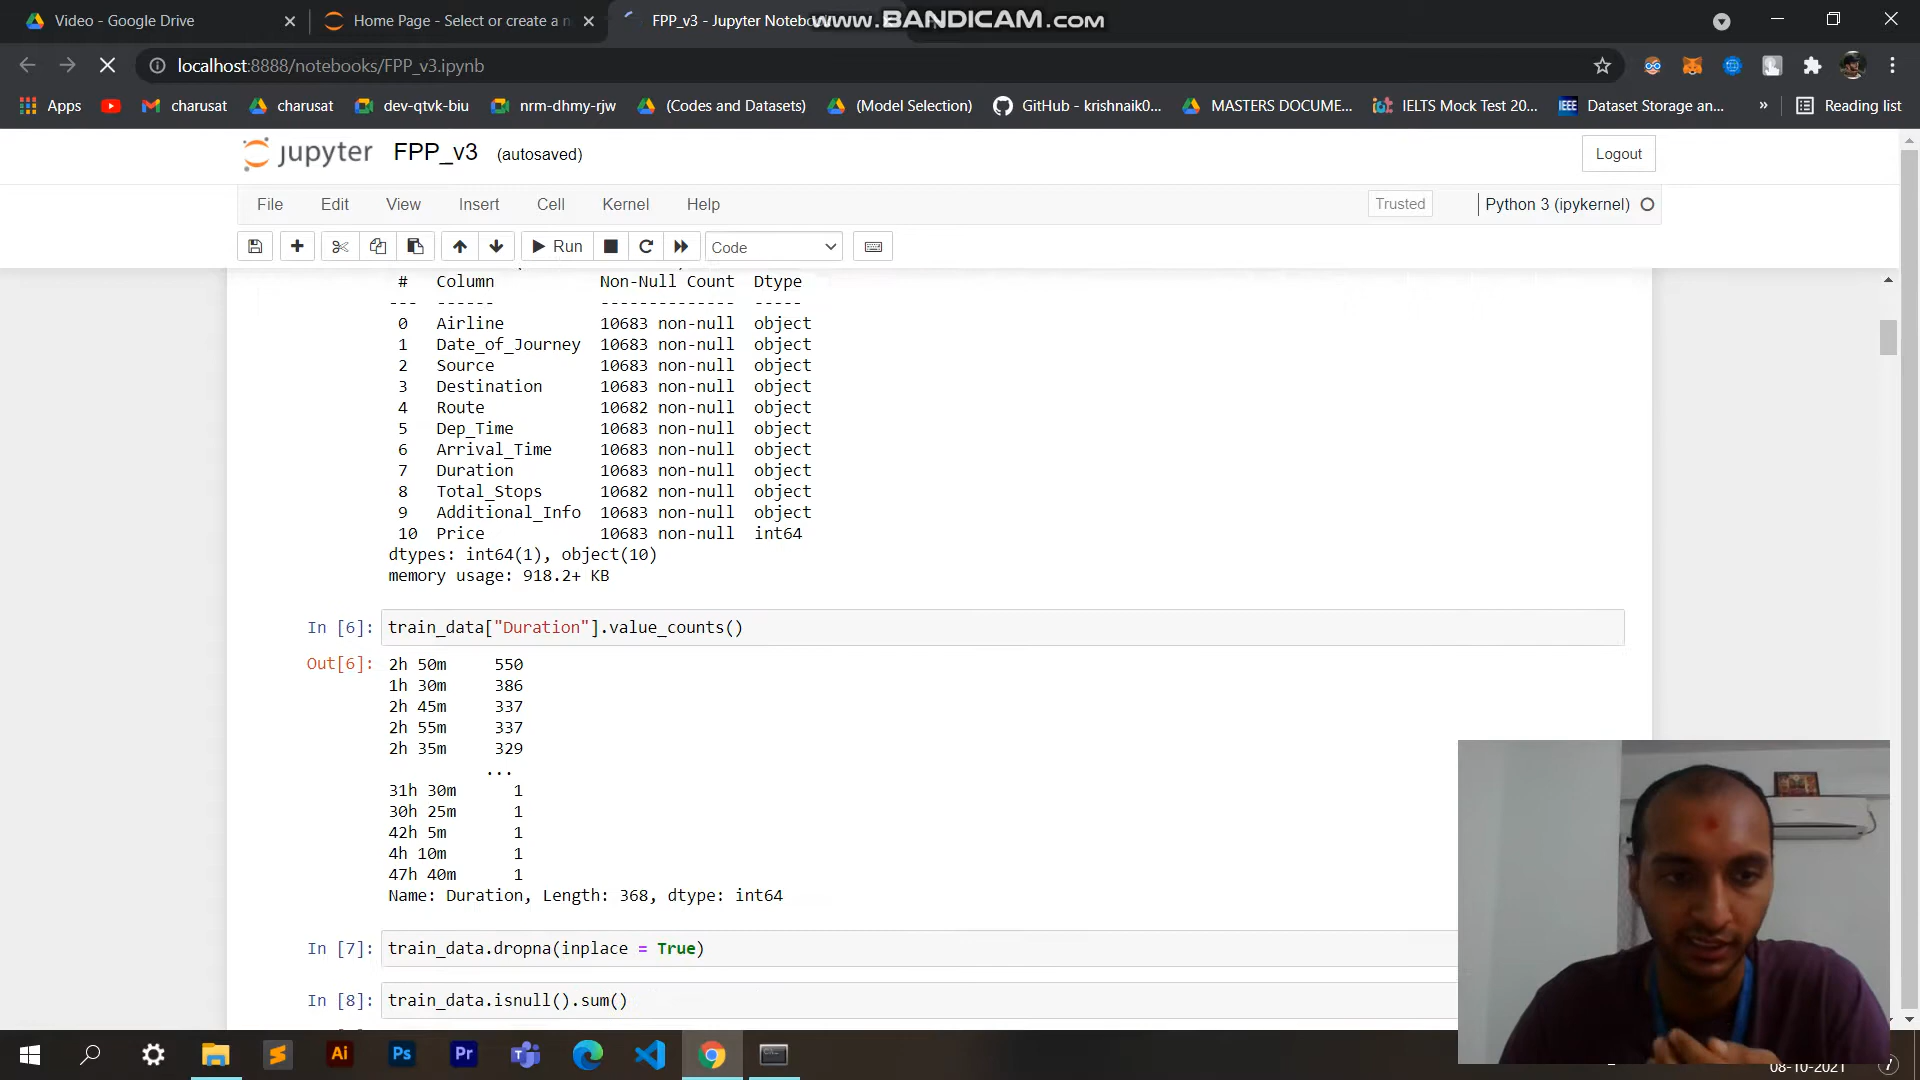 Video - Google Drive
Home Page - Select or create a n
FPP_v3 - Jupyter Notebo
www.BANDICAM.com
localhost:8888/notebooks/FPP_v3.ipynb
Apps
charusat
charusat
dev-qtvk-biu
nrm-dhmy-rjw
(Codes and Datasets)
(Model Selection)
GitHub - krishnaik0...
MASTERS DOCUME...
IELTS Mock Test 20...
IEEE
Dataset Storage an...
»
Reading list
jupyter FPP_v3 (autosaved)
Logout
File Edit View Insert Cell Kernel Help
Trusted
Python 3 (ipykernel)
Run
Code
# Column Non-Null Count Dtype
--- ------ -------------- -----
0 Airline 10683 non-null object
1 Date_of_Journey 10683 non-null object
2 Source 10683 non-null object
3 Destination 10683 non-null object
4 Route 10682 non-null object
5 Dep_Time 10683 non-null object
6 Arrival_Time 10683 non-null object
7 Duration 10683 non-null object
8 Total_Stops 10682 non-null object
9 Additional_Info 10683 non-null object
10 Price 10683 non-null int64
dtypes: int64(1), object(10)
memory usage: 918.2+ KB
In [6]: train_data["Duration"].value_counts()
Out[6]: 2h 50m 550
1h 30m 386
2h 45m 337
2h 55m 337
2h 35m 329
...
31h 30m 1
30h 25m 1
42h 5m 1
4h 10m 1
47h 40m 1
Name: Duration, Length: 368, dtype: int64
In [7]: train_data.dropna(inplace = True)
In [8]: train_data.isnull().sum()
Ai
Ps
Pr
08-10-2021